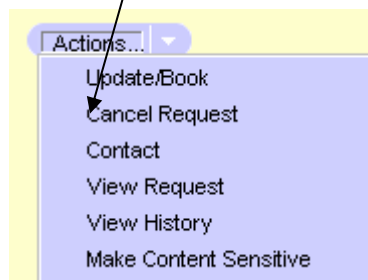 Actions...
Update/Book
Cancel Request
Contact
View Request
View History
Make Content Sensitive